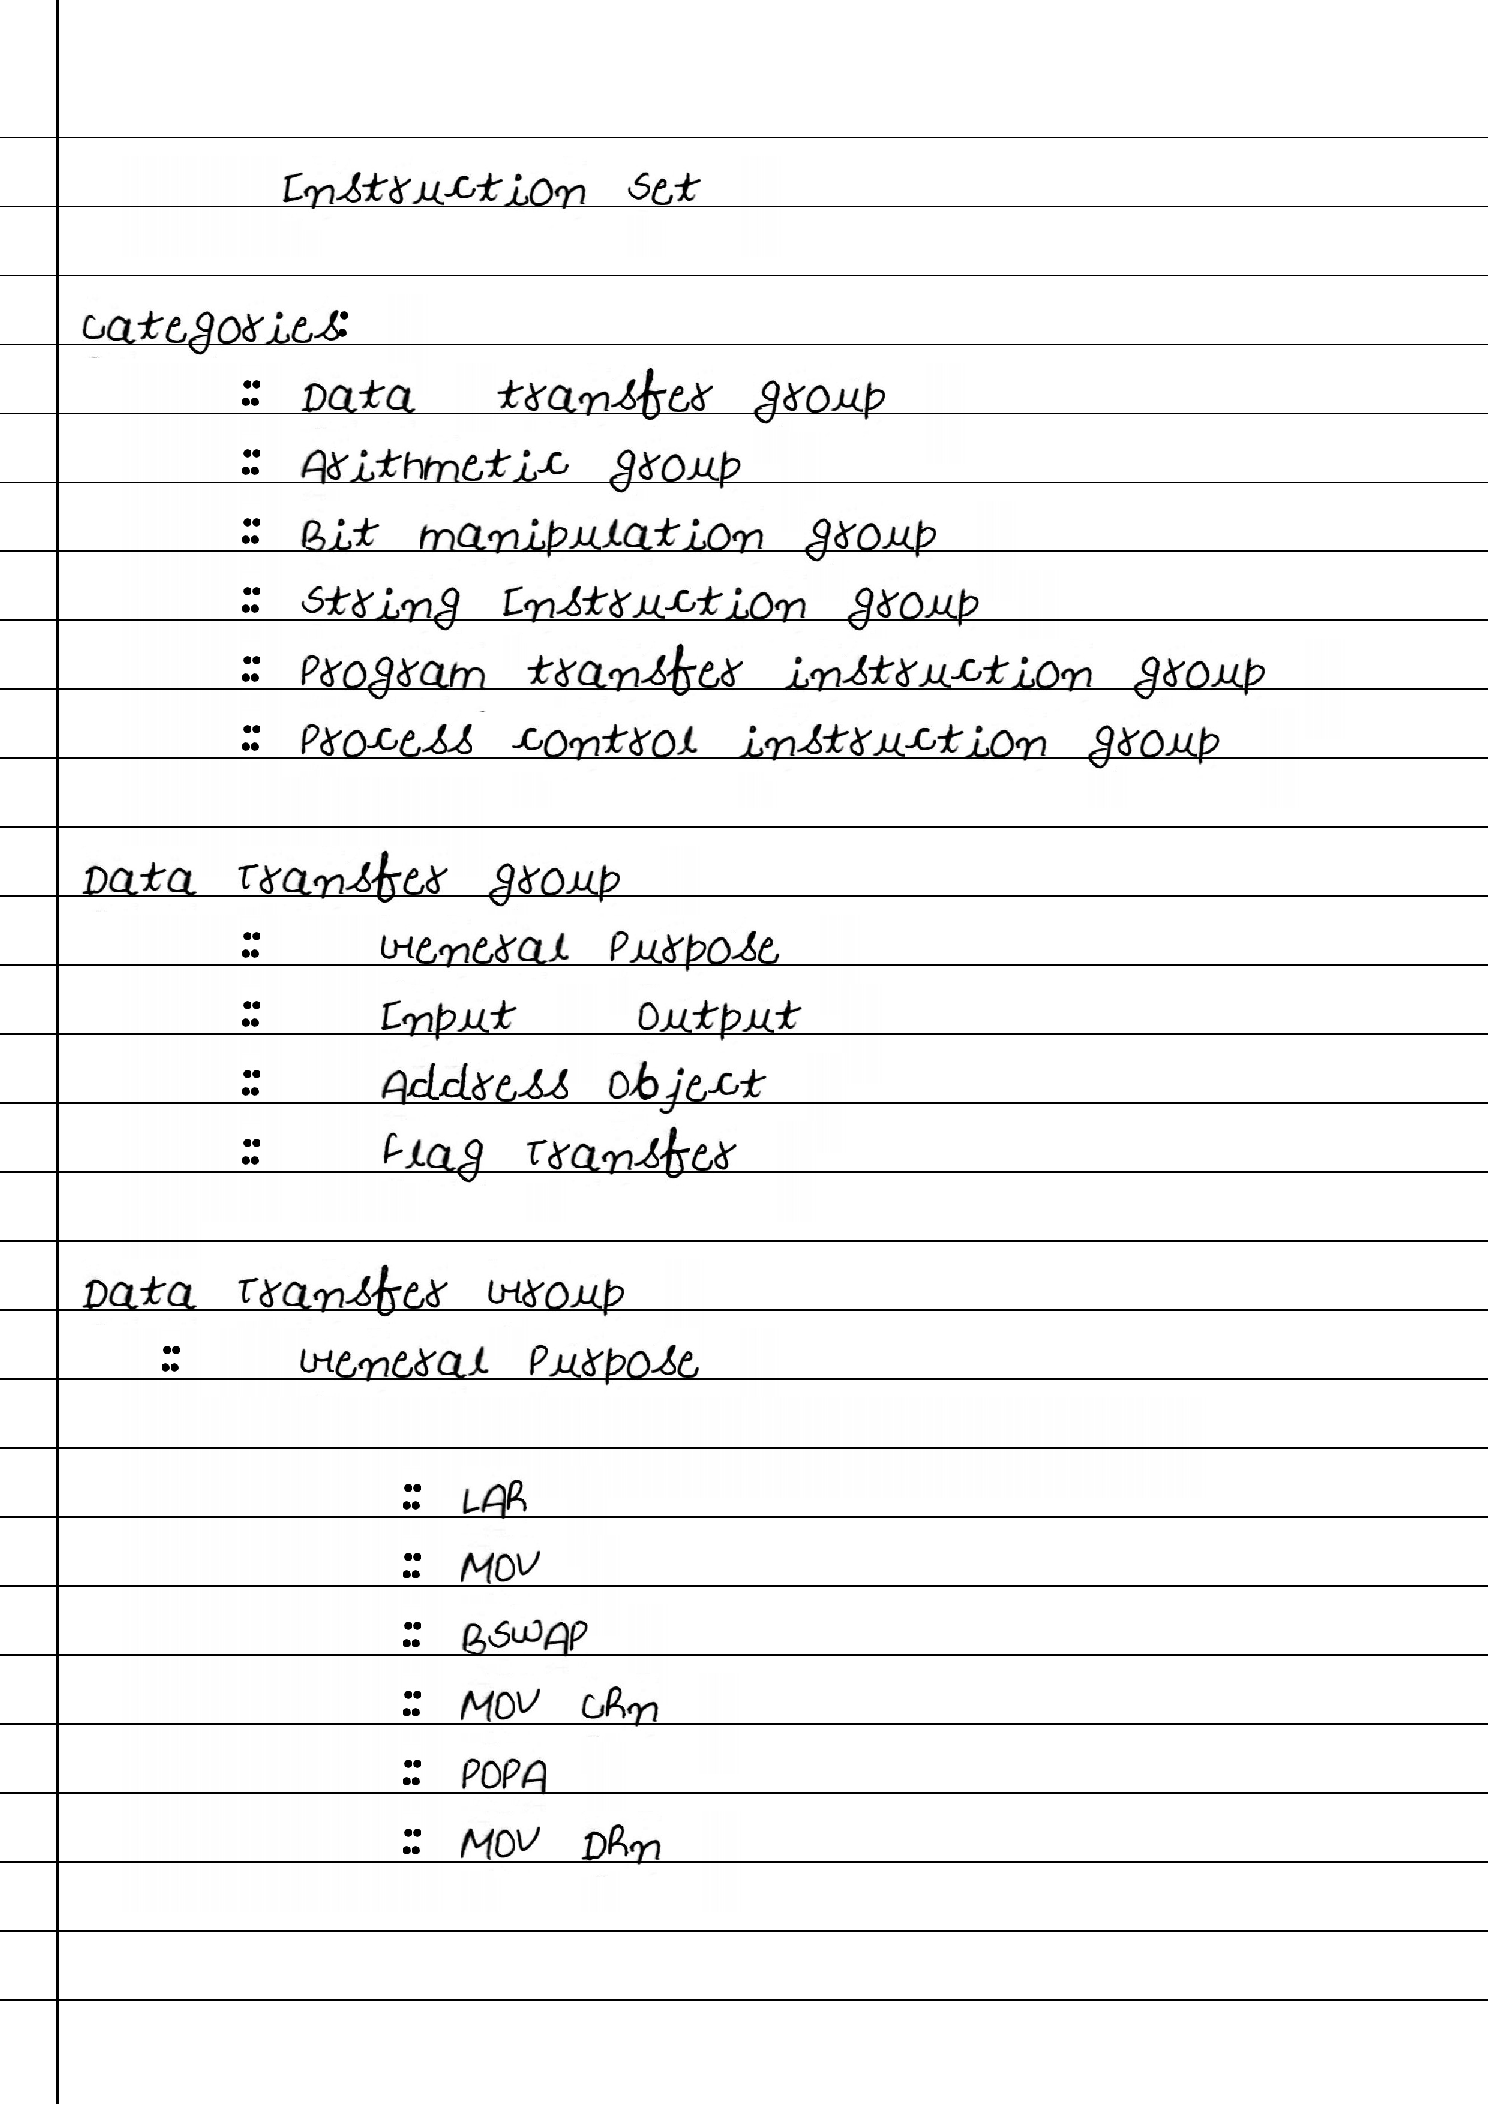 Instruction Set
Categories:
:: Data transfer group
:: Arithmetic group
:: Bit manipulation group
:: String Instruction group
:: Program transfer instruction group
:: Process control instruction group
Data Transfer group
:: General Purpose
:: Input Output
:: Address Object
:: Flag Transfer
Data Transfer Group
:: General Purpose
:: LAR
:: MOV
:: BSWAP
:: MOV CRn
:: POPA
:: MOV DRn